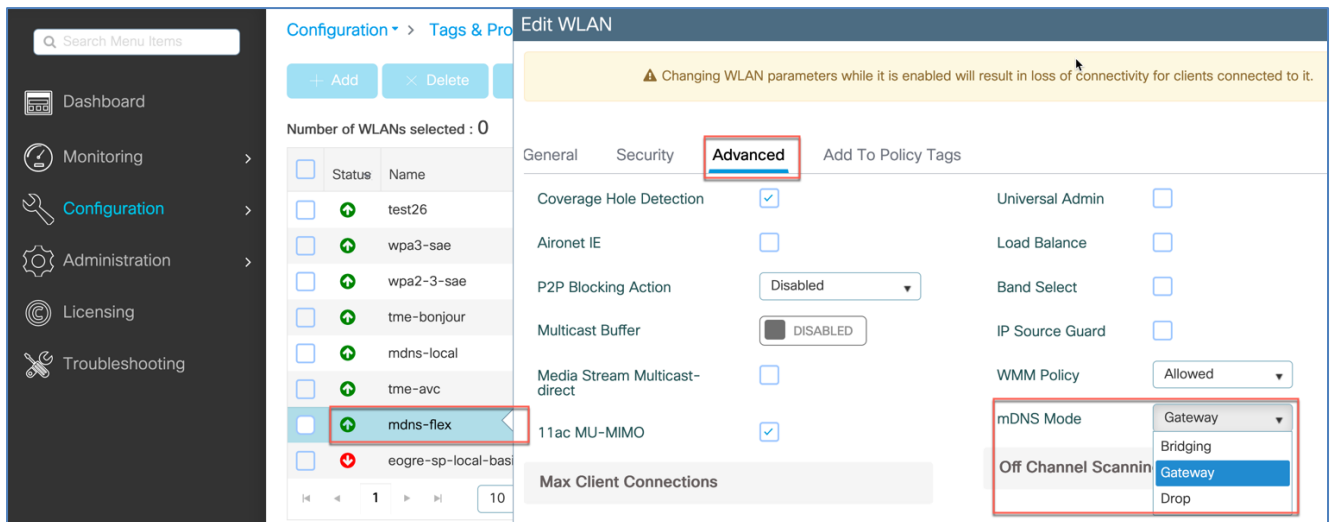 Search Menu Items
Dashboard
Monitoring
Configuration
Administration
Licensing
Troubleshooting
Configuration > Tags & Pro
+ Add
× Delete
Number of WLANs selected : 0
Status Name
test26
wpa3-sae
wpa2-3-sae
tme-bonjour
mdns-local
tme-avc
mdns-flex
eogre-sp-local-basi
1 10
Edit WLAN
Changing WLAN parameters while it is enabled will result in loss of connectivity for clients connected to it.
General Security Advanced Add To Policy Tags
Coverage Hole Detection
Aironet IE
P2P Blocking Action Disabled
Multicast Buffer DISABLED
Media Stream Multicast-
direct
11ac MU-MIMO
Max Client Connections
Universal Admin
Load Balance
Band Select
IP Source Guard
WMM Policy Allowed
mDNS Mode Gateway
Bridging
Gateway
Drop
Off Channel Scannin